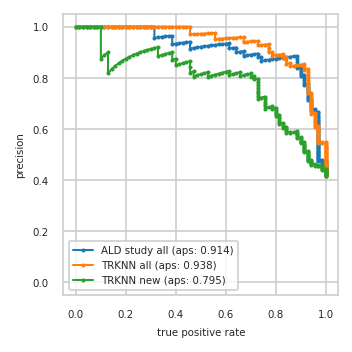 1.0
0.8
0.6
0.4
0.2
0.0
precision
ALD study all (aps: 0.914)
TRKNN all (aps: 0.938)
TRKNN new (aps: 0.795)
0.0 0.2 0.4 0.6 0.8 1.0
true positive rate